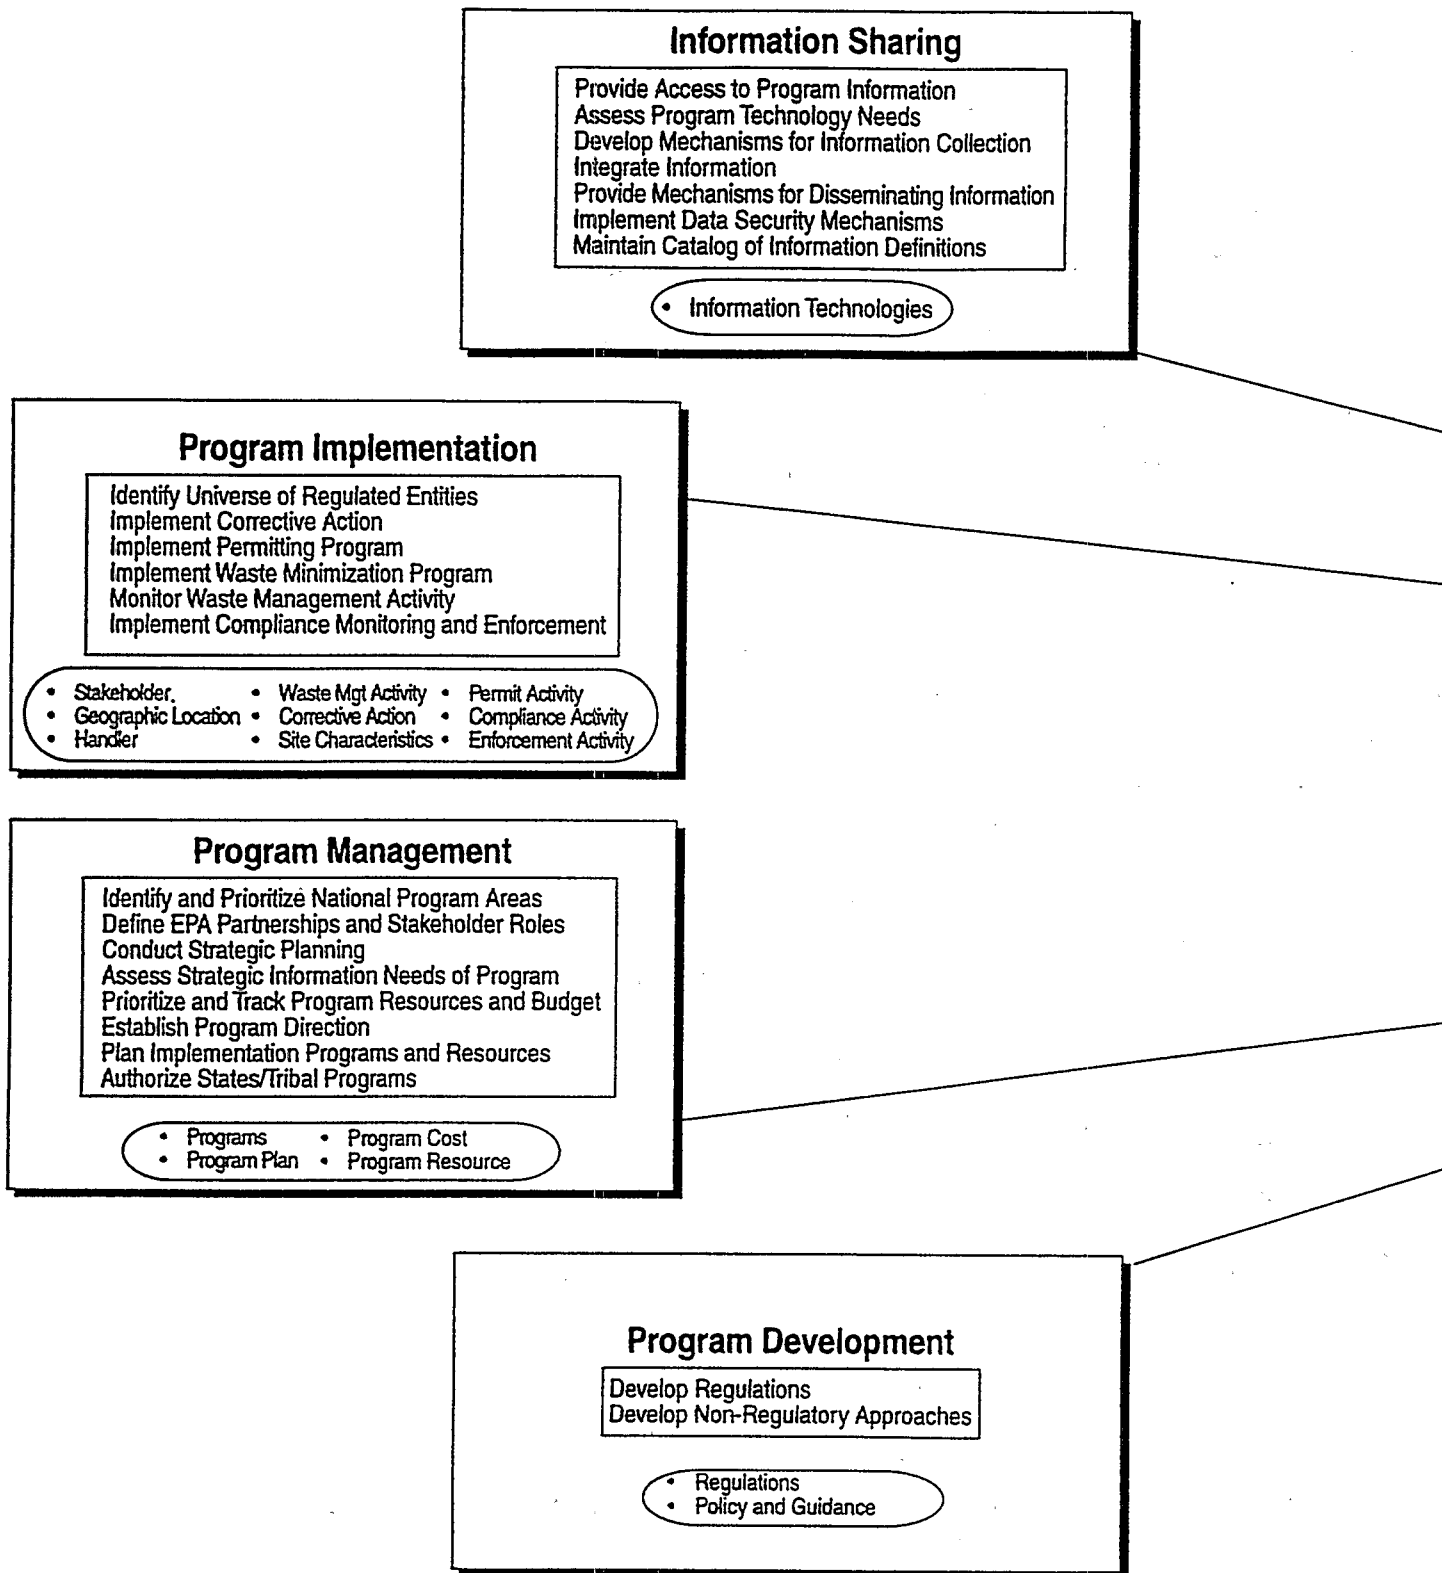 Information Sharing
Provide Access to Program Information
Assess Program Technology Needs
Develop Mechanisms for Information Collection
Integrate Information
Provide Mechanisms for Disseminating Information
Implement Data Security Mechanisms
Maintain Catalog of Information Definitions
• Information Technologies
Program Implementation
Identify Universe of Regulated Entities
Implement Corrective Action
Implement Permitting Program
Implement Waste Minimization Program
Monitor Waste Management Activity
Implement Compliance Monitoring and Enforcement
• Stakeholder. • Waste Mgt Activity • Permit Activity
• Geographic Location • Corrective Action • Compliance Activity
• Handler • Site Characteristics • Enforcement Activity
Program Management
Identify and Prioritize National Program Areas
Define EPA Partnerships and Stakeholder Roles
Conduct Strategic Planning
Assess Strategic Information Needs of Program
Prioritize and Track Program Resources and Budget
Establish Program Direction
Plan Implementation Programs and Resources
Authorize States/Tribal Programs
• Programs • Program Cost
• Program Plan • Program Resource
Program Development
Develop Regulations
Develop Non-Regulatory Approaches
• Regulations
• Policy and Guidance